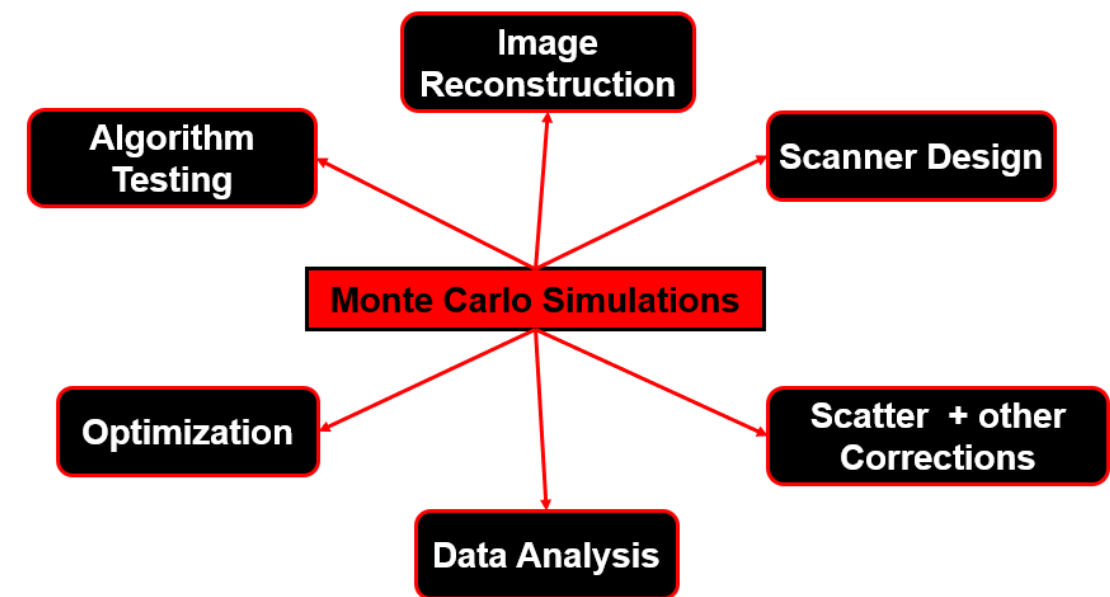 Image
Reconstruction
Algorithm
Testing
Scanner Design
Monte Carlo Simulations
Optimization
Scatter + other
Corrections
Data Analysis